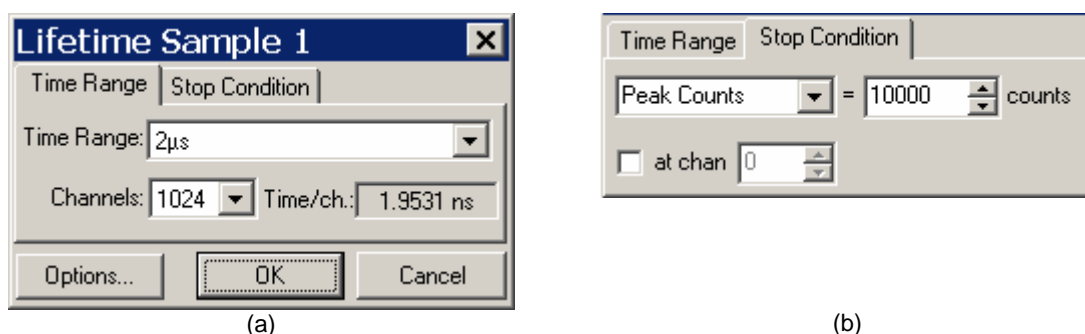 Lifetime Sample 1
Time Range Stop Condition
Time Range: 2µs
Channels: 1024 Time/ch.: 1.9531 ns
Options... OK Cancel
(a)
Time Range Stop Condition
Peak Counts = 10000 counts
at chan 0
(b)